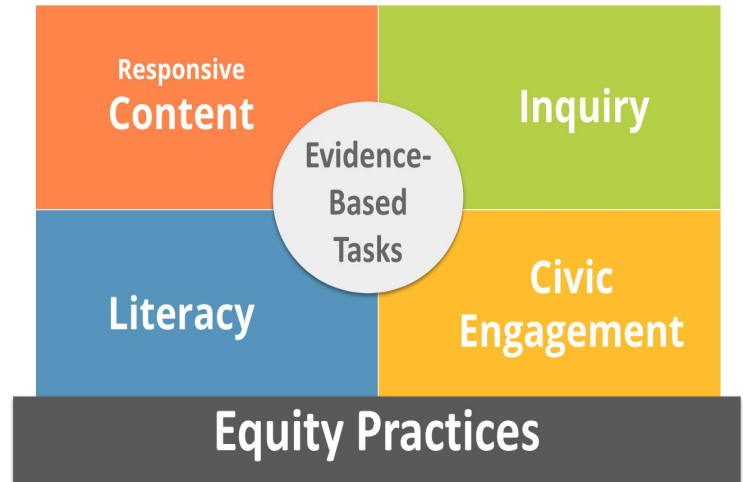 Responsive
Content
Inquiry
Evidence-
Based
Tasks
Literacy
Civic
Engagement
Equity Practices